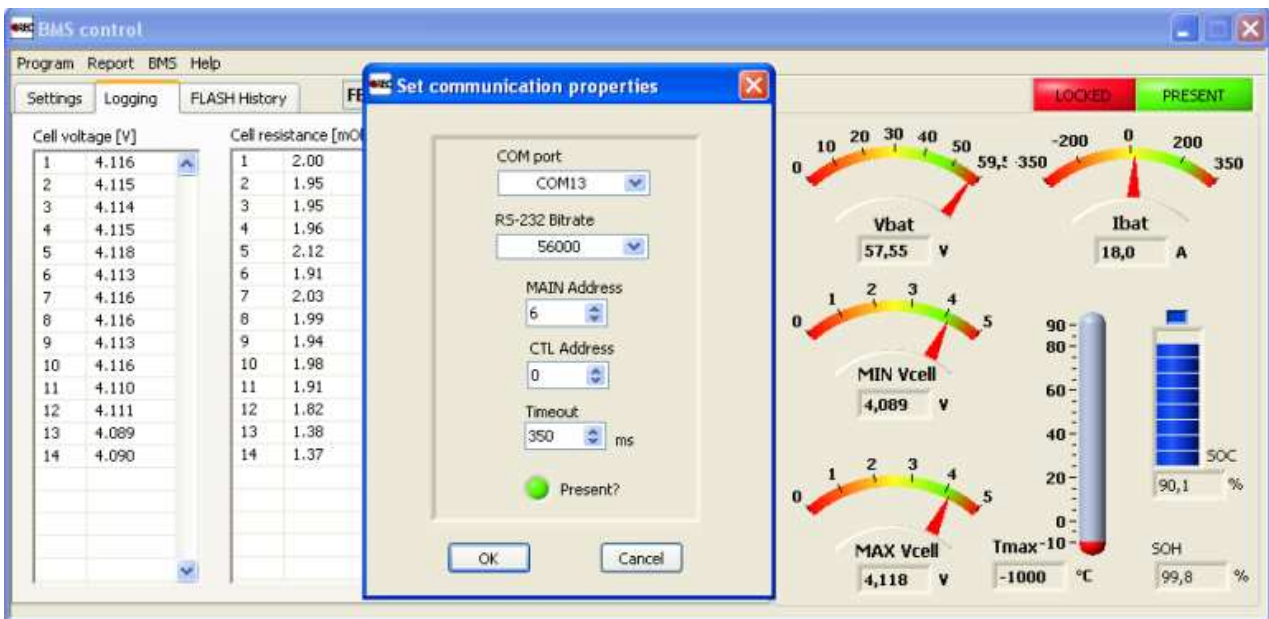 BMS control
Program Report BMS Help
Settings Logging FLASH History FE
LOCKED PRESENT
Cell voltage [V]
1 4.116
2 4.115
3 4.114
4 4.115
5 4.118
6 4.113
7 4.116
8 4.116
9 4.113
10 4.116
11 4.110
12 4.111
13 4.089
14 4.090
Cell resistance [mO
1 2.00
2 1.95
3 1.95
4 1.96
5 2.12
6 1.91
7 2.03
8 1.99
9 1.94
10 1.98
11 1.91
12 1.82
13 1.38
14 1.37
Set communication properties
COM port
COM13
RS-232 Bitrate
56000
MAIN Address
6
CTL Address
0
Timeout
350 ms
Present?
OK Cancel
0 10 20 30 40 50 59,5
Vbat
57,55 V
-350 -200 0 200 350
Ibat
18,0 A
0 1 2 3 4 5
MIN Vcell
4,089 V
0 1 2 3 4 5
MAX Vcell
4,118 V
90
80
60
40
20
0
-10
Tmax
-1000 °C
SOC
90,1 %
SOH
99,8 %